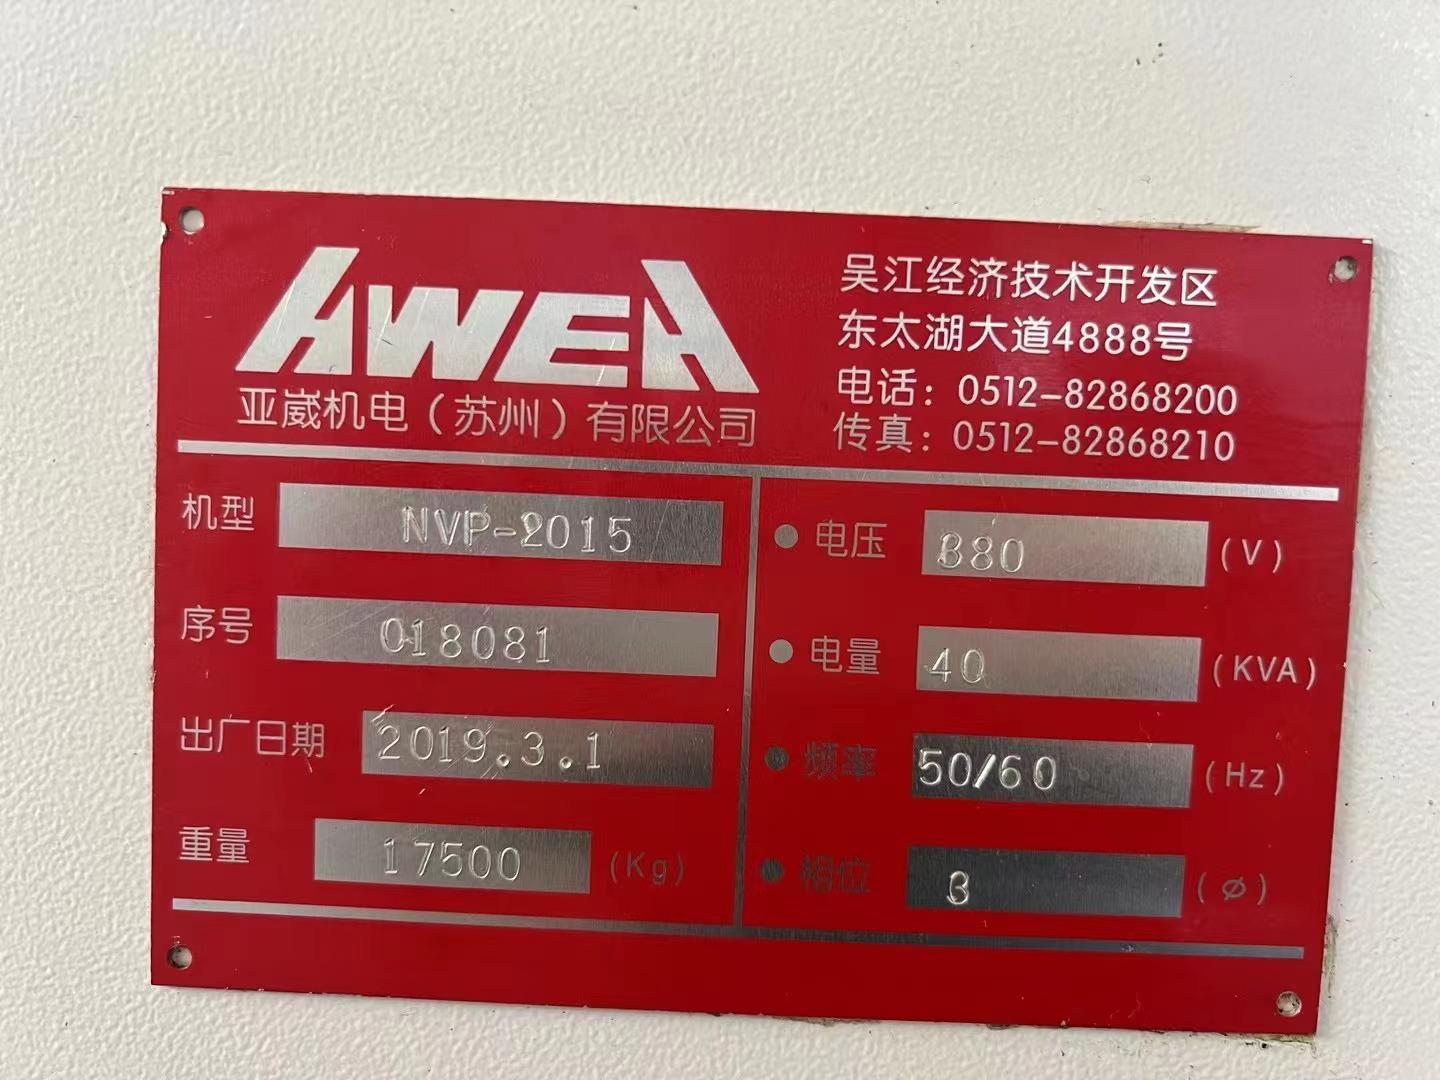 AWEA
亚崴机电（苏州）有限公司
吴江经济技术开发区
东太湖大道4888号
电话：0512-82868200
传真：0512-82868210
机型 NVP-2015
序号 018081
出厂日期 2019.3.1
重量 17500 (Kg)
电压 380 (V)
电量 40 (KVA)
频率 50/60 (Hz)
相位 3 (Ø)